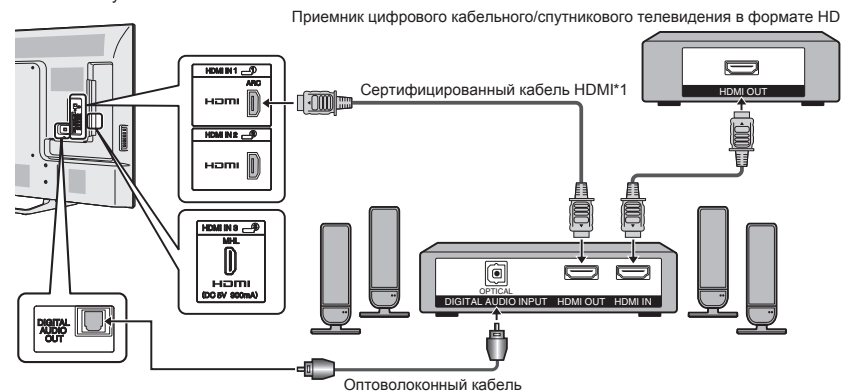 Приемник цифрового кабельного/спутникового телевидения в формате HD
HDMI IN 1
ARC
HDMI
HDMI IN 2
HDMI
Сертифицированный кабель HDMI*1
HDMI OUT
HDMI IN 3
MHL
HDMI
(DC 5V 900mA)
OPTICAL
DIGITAL AUDIO INPUT HDMI OUT HDMI IN
DIGITAL
AUDIO
OUT
Оптоволоконный кабель